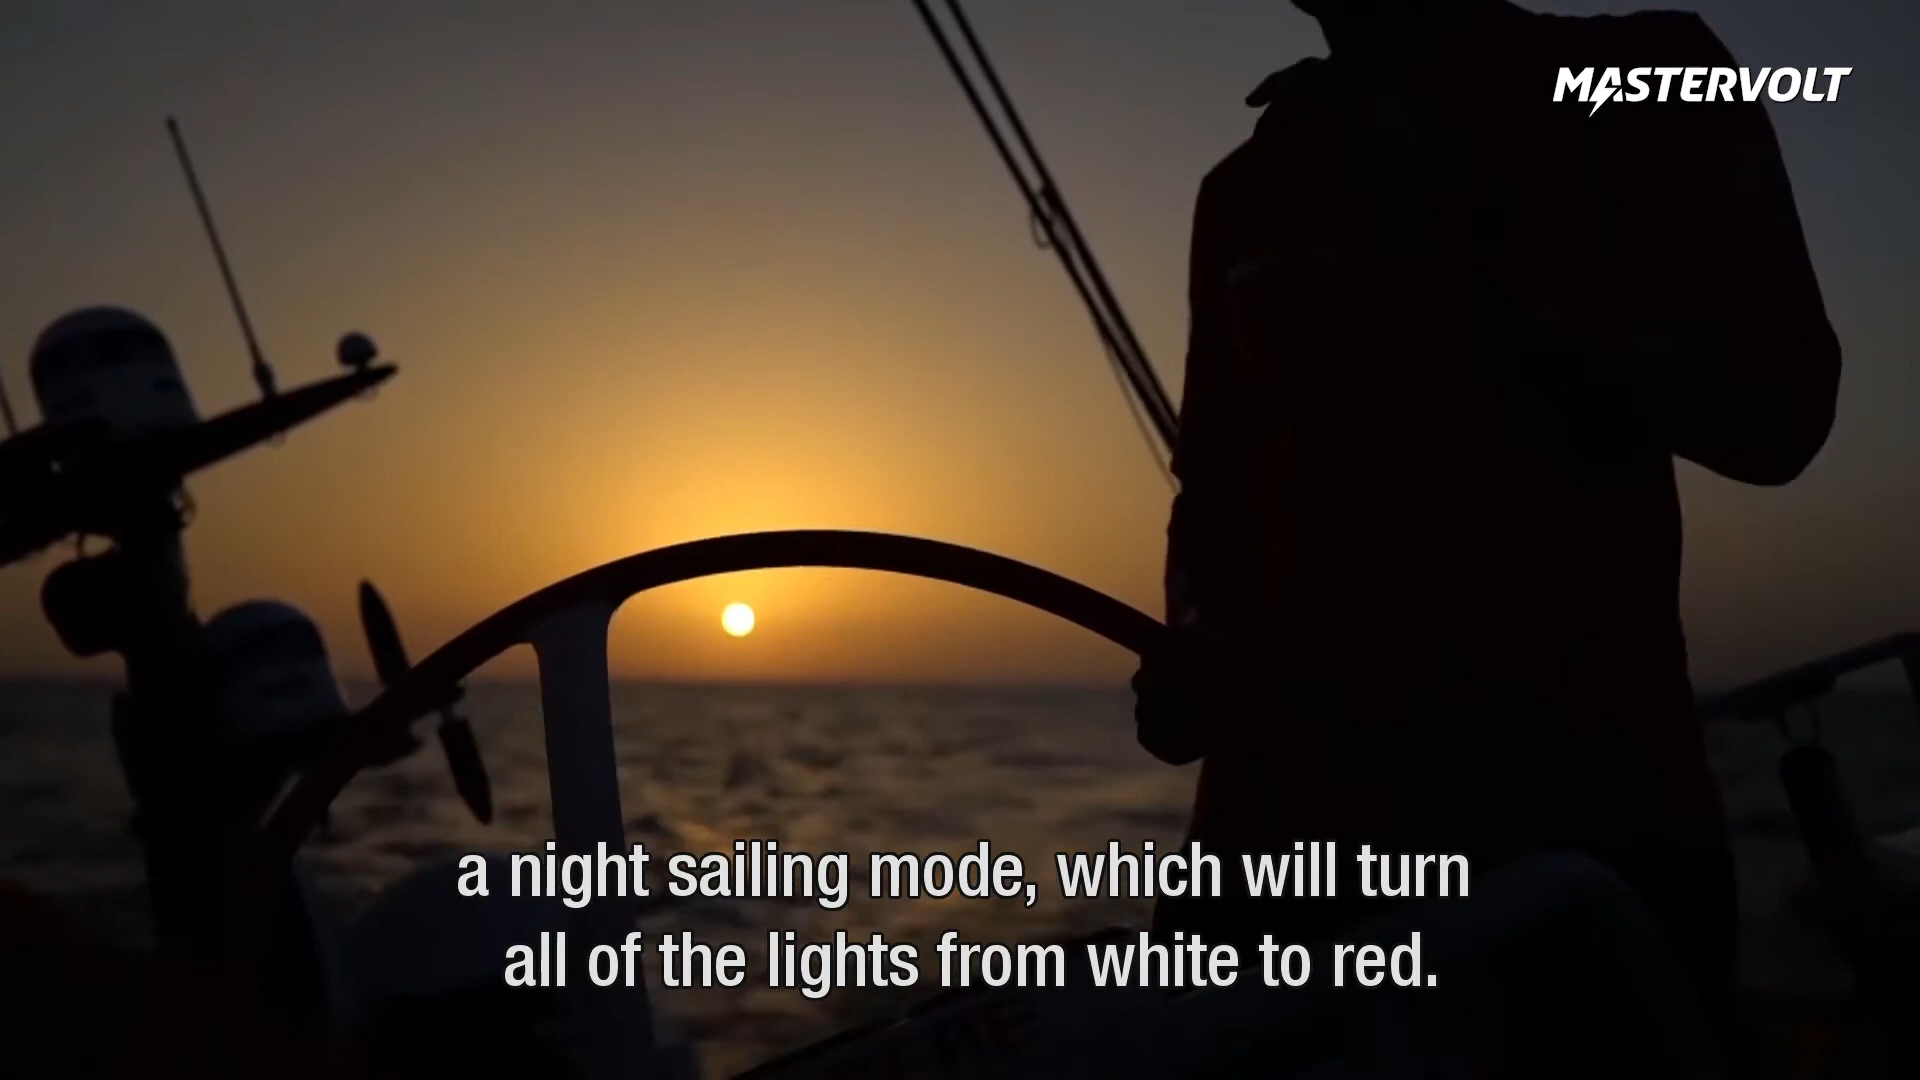 MASTERVOLT
a night sailing mode, which will turn
all of the lights from white to red.